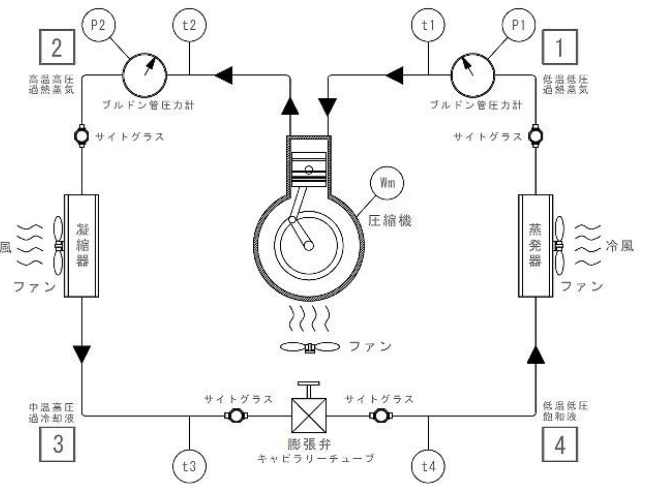 P2
t2
t1
P1
2
1
高温高圧
過熱蒸気
低温低圧
過熱蒸気
ブルドン管圧力計
ブルドン管圧力計
サイトグラス
サイトグラス
Wm
圧縮機
凝縮器
蒸発器
風
冷風
ファン
ファン
ファン
サイトグラス
サイトグラス
中温高圧
過冷却液
低温低圧
飽和液
3
膨張弁
キャピラリーチューブ
4
t3
t4